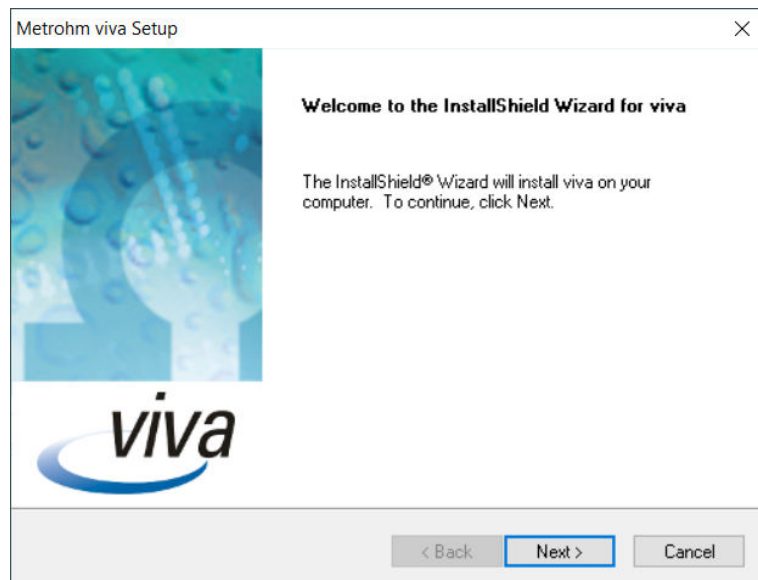 Metrohm viva Setup
Welcome to the InstallShield Wizard for viva
The InstallShield® Wizard will install viva on your
computer. To continue, click Next.
viva
< Back
Next >
Cancel